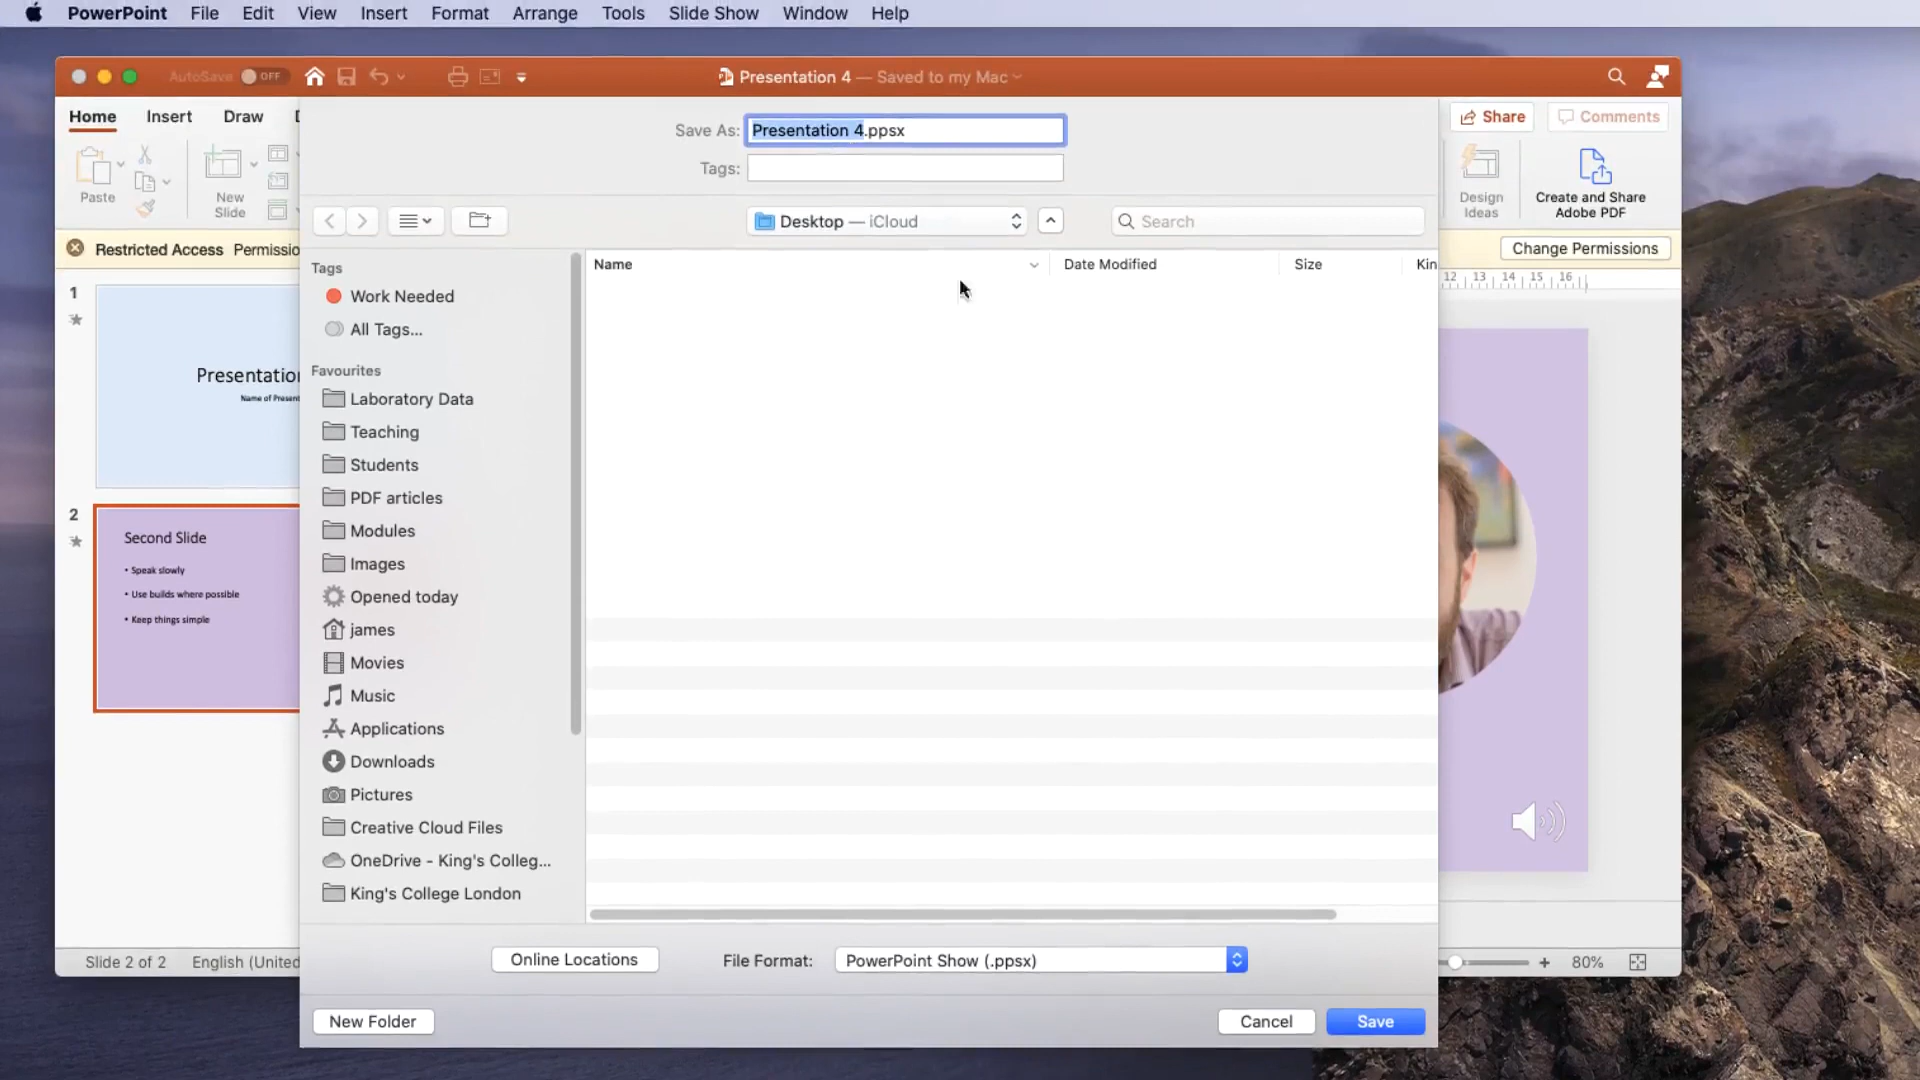 PowerPoint File Edit View Insert Format Arrange Tools Slide Show Window Help
AutoSave OFF Presentation 4 — Saved to my Mac
Home Insert Draw
Share Comments
Paste New Slide
Design Ideas
Create and Share Adobe PDF
Restricted Access
Change Permissions
Save As: Presentation 4.ppsx
Tags:
Desktop — iCloud
Search
Name Date Modified Size
Tags
Work Needed
All Tags...
Favourites
Laboratory Data
Teaching
Students
PDF articles
Modules
Images
Opened today
james
Movies
Music
Applications
Downloads
Pictures
Creative Cloud Files
OneDrive - King's Colleg...
King's College London
12 13 14 15 16
1
2
Second Slide
• Speak slowly
• Use builds where possible
• Keep things simple
Online Locations
File Format: PowerPoint Show (.ppsx)
New Folder
Cancel Save
Slide 2 of 2 English
80%